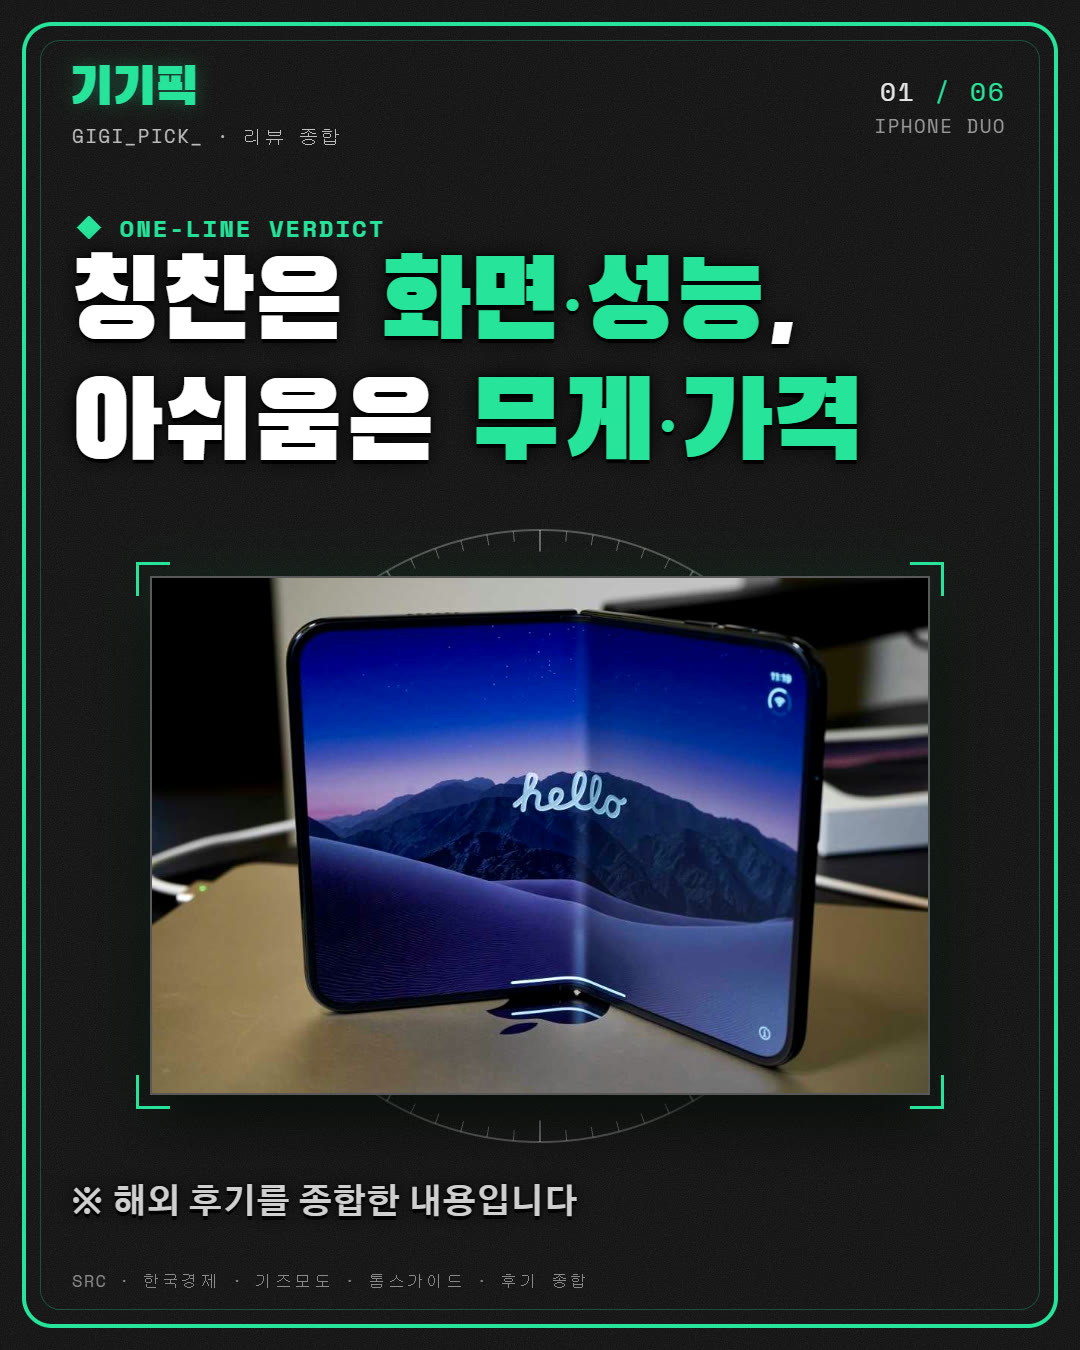 기기픽
GIGI_PICK_ · 리뷰 종합
01 / 06
IPHONE DUO
◆ ONE-LINE VERDICT
칭찬은 화면·성능,
아쉬움은 무게·가격
11:19
hello
※ 해외 후기를 종합한 내용입니다
SRC · 한국경제 · 기즈모도 · 톰스가이드 · 후기 종합